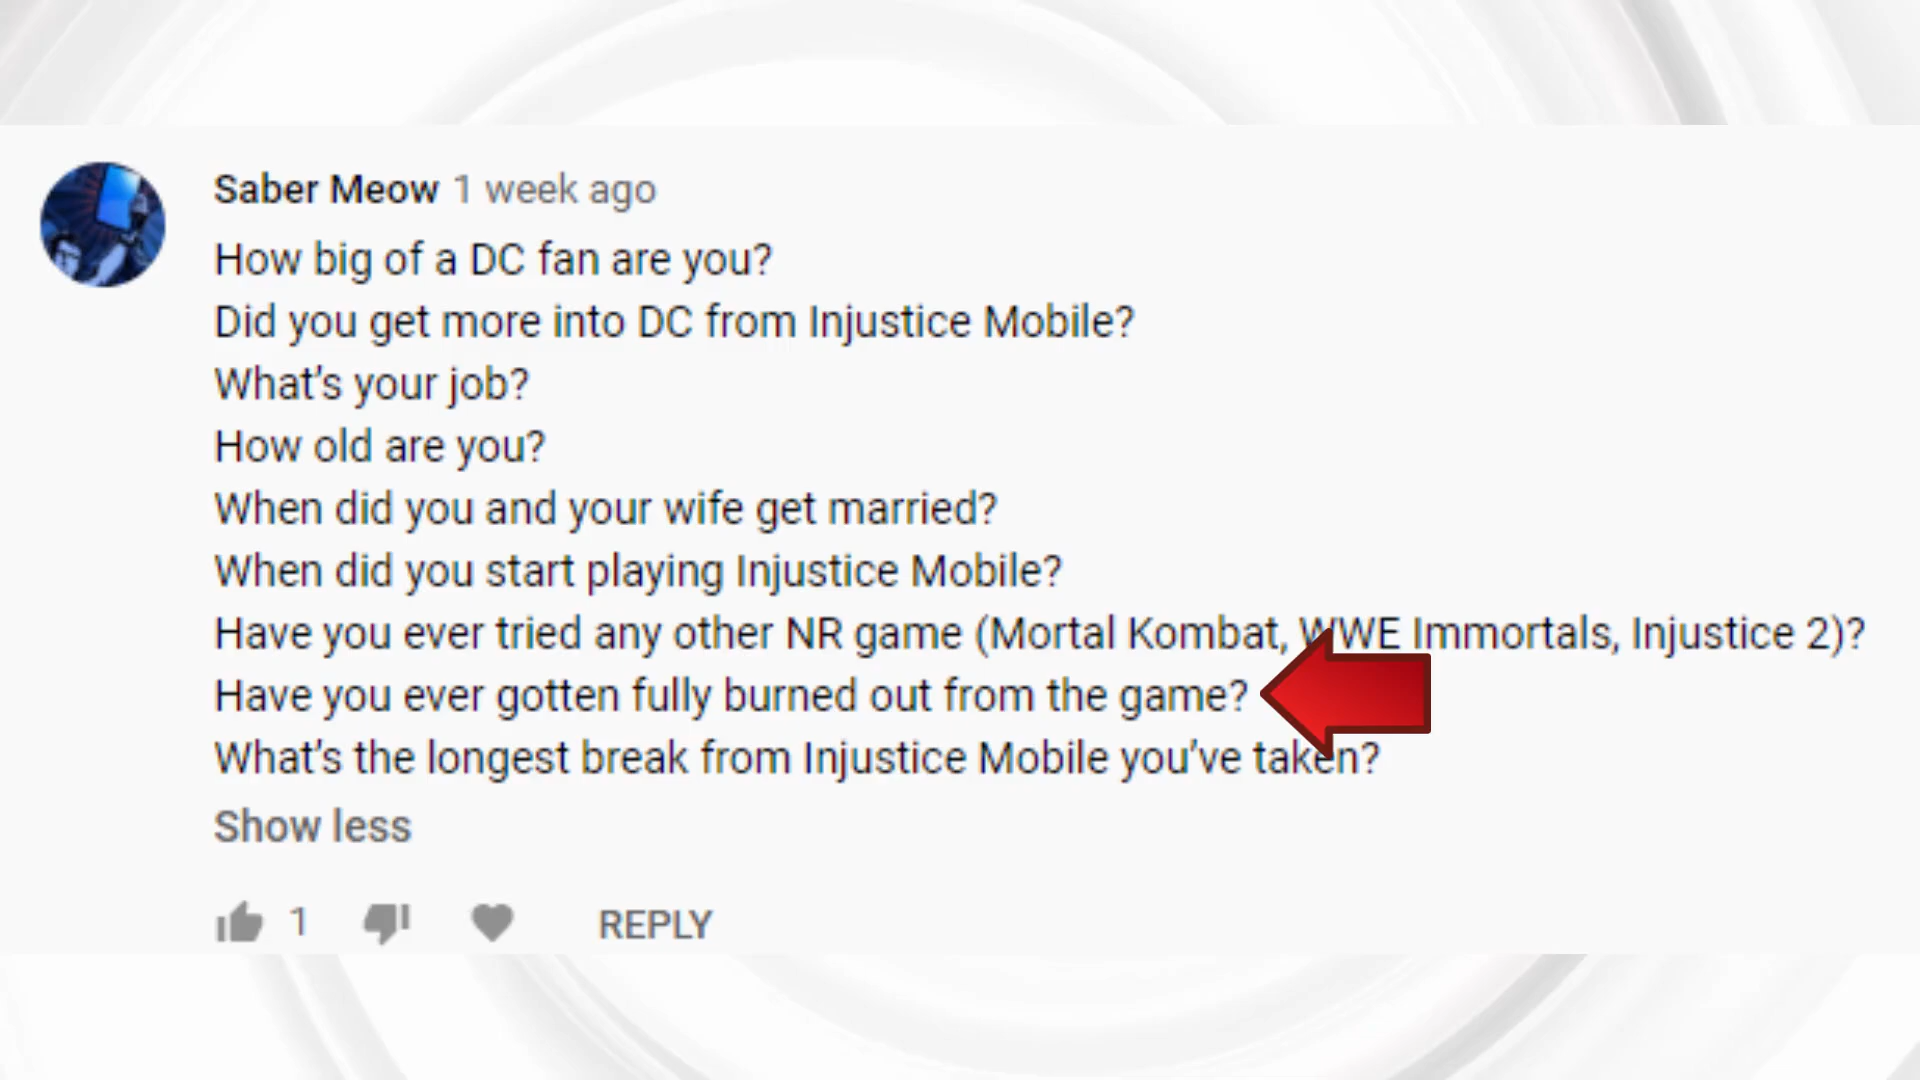 Saber Meow 1 week ago
How big of a DC fan are you?
Did you get more into DC from Injustice Mobile?
What's your job?
How old are you?
When did you and your wife get married?
When did you start playing Injustice Mobile?
Have you ever tried any other NR game (Mortal Kombat, WWE Immortals, Injustice 2)?
Have you ever gotten fully burned out from the game?
What's the longest break from Injustice Mobile you've taken?
Show less
1 REPLY